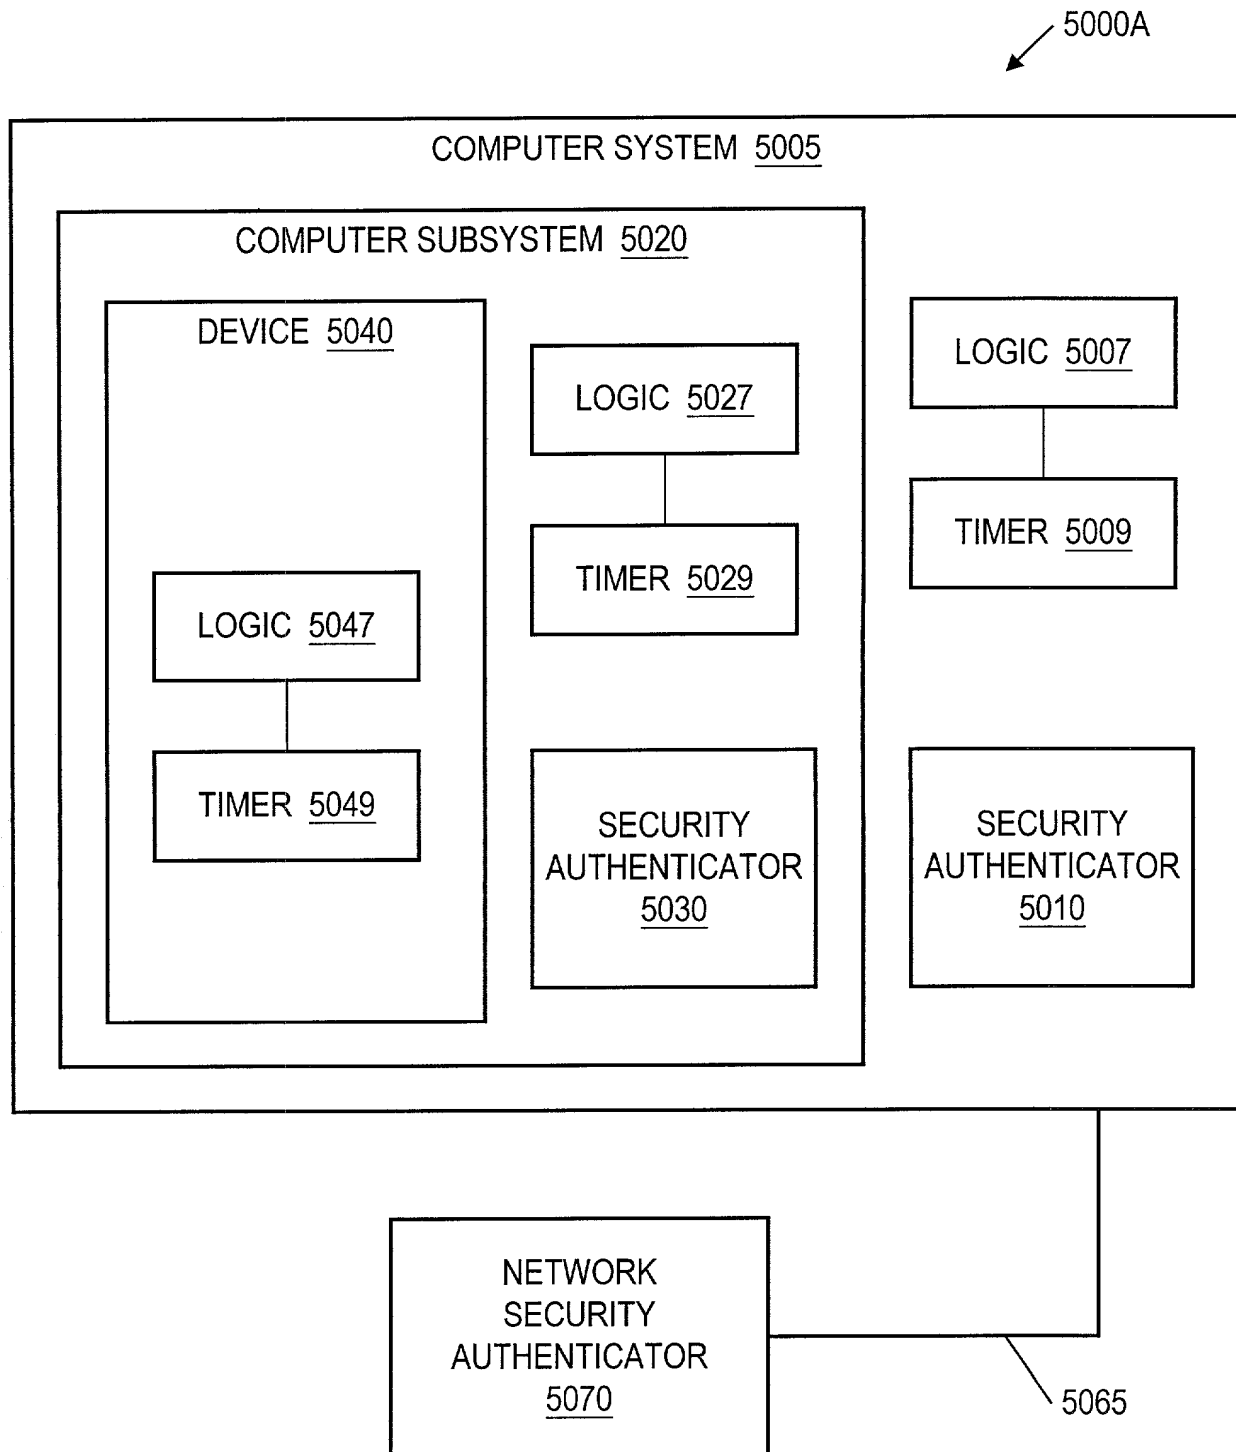 5000A
COMPUTER SYSTEM 5005
COMPUTER SUBSYSTEM 5020
DEVICE 5040
LOGIC 5047
TIMER 5049
LOGIC 5027
TIMER 5029
SECURITY
AUTHENTICATOR
5030
LOGIC 5007
TIMER 5009
SECURITY
AUTHENTICATOR
5010
NETWORK
SECURITY
AUTHENTICATOR
5070
5065